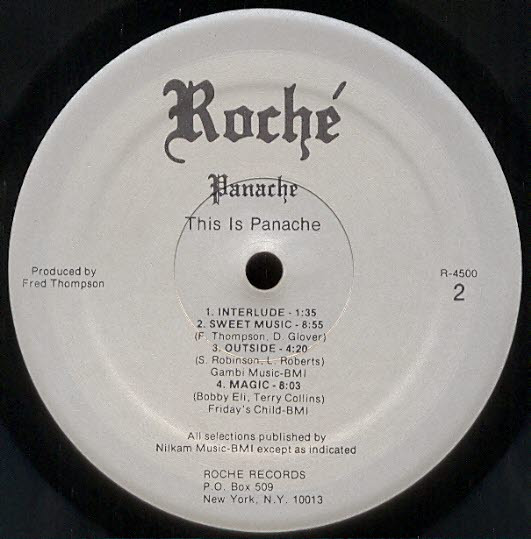 Roché
Panache
This Is Panache
Produced by
Fred Thompson
R-4500
2
1. INTERLUDE - 1:35
2. SWEET MUSIC - 8:55
(F. Thompson, D. Glover)
3. OUTSIDE - 4:20
(S. Robinson, L. Roberts)
Gambi Music-BMI
4. MAGIC - 8:03
(Bobby Eli, Terry Collins)
Friday's Child-BMI
All selections published by
Nilkam Music-BMI except as indicated
ROCHE RECORDS
P.O. Box 509
New York, N.Y. 10013